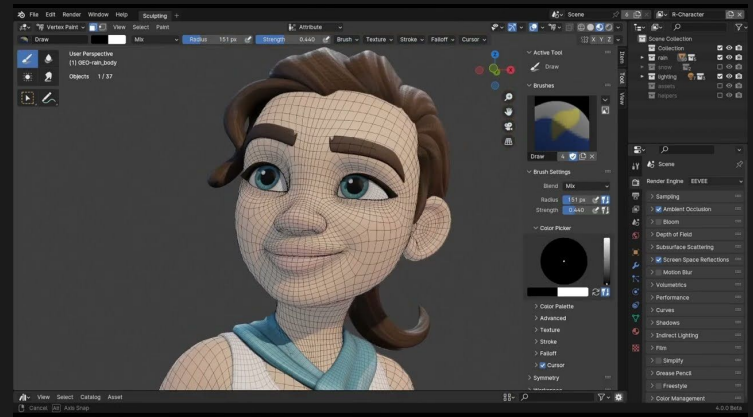 File Edit Render Window Help Sculpting +
Scene R-Character
Vertex Paint View Select Paint Attribute
Draw Mix Radius 151 px Strength 0.440 Brush Texture Stroke Falloff Cursor X Y Z
User Perspective
(1) GEO-rain_body
Objects 1 / 37
Item
Tool
View
Active Tool
Draw
Brushes
Draw 4
Brush Settings
Blend Mix
Radius 151 px
Strength 0.440
Color Picker
Color Palette
Advanced
Texture
Stroke
Falloff
Cursor
Symmetry
Scene Collection
Collection
rain
snow
lighting
assets
helpers
Scene
Render Engine EEVEE
Sampling
Ambient Occlusion
Bloom
Depth of Field
Subsurface Scattering
Screen Space Reflections
Motion Blur
Volumetrics
Performance
Curves
Shadows
Indirect Lighting
Film
Simplify
Grease Pencil
Freestyle
Color Management
View Select Catalog Asset
Cancel Alt Axis Snap
4.0.0 Beta